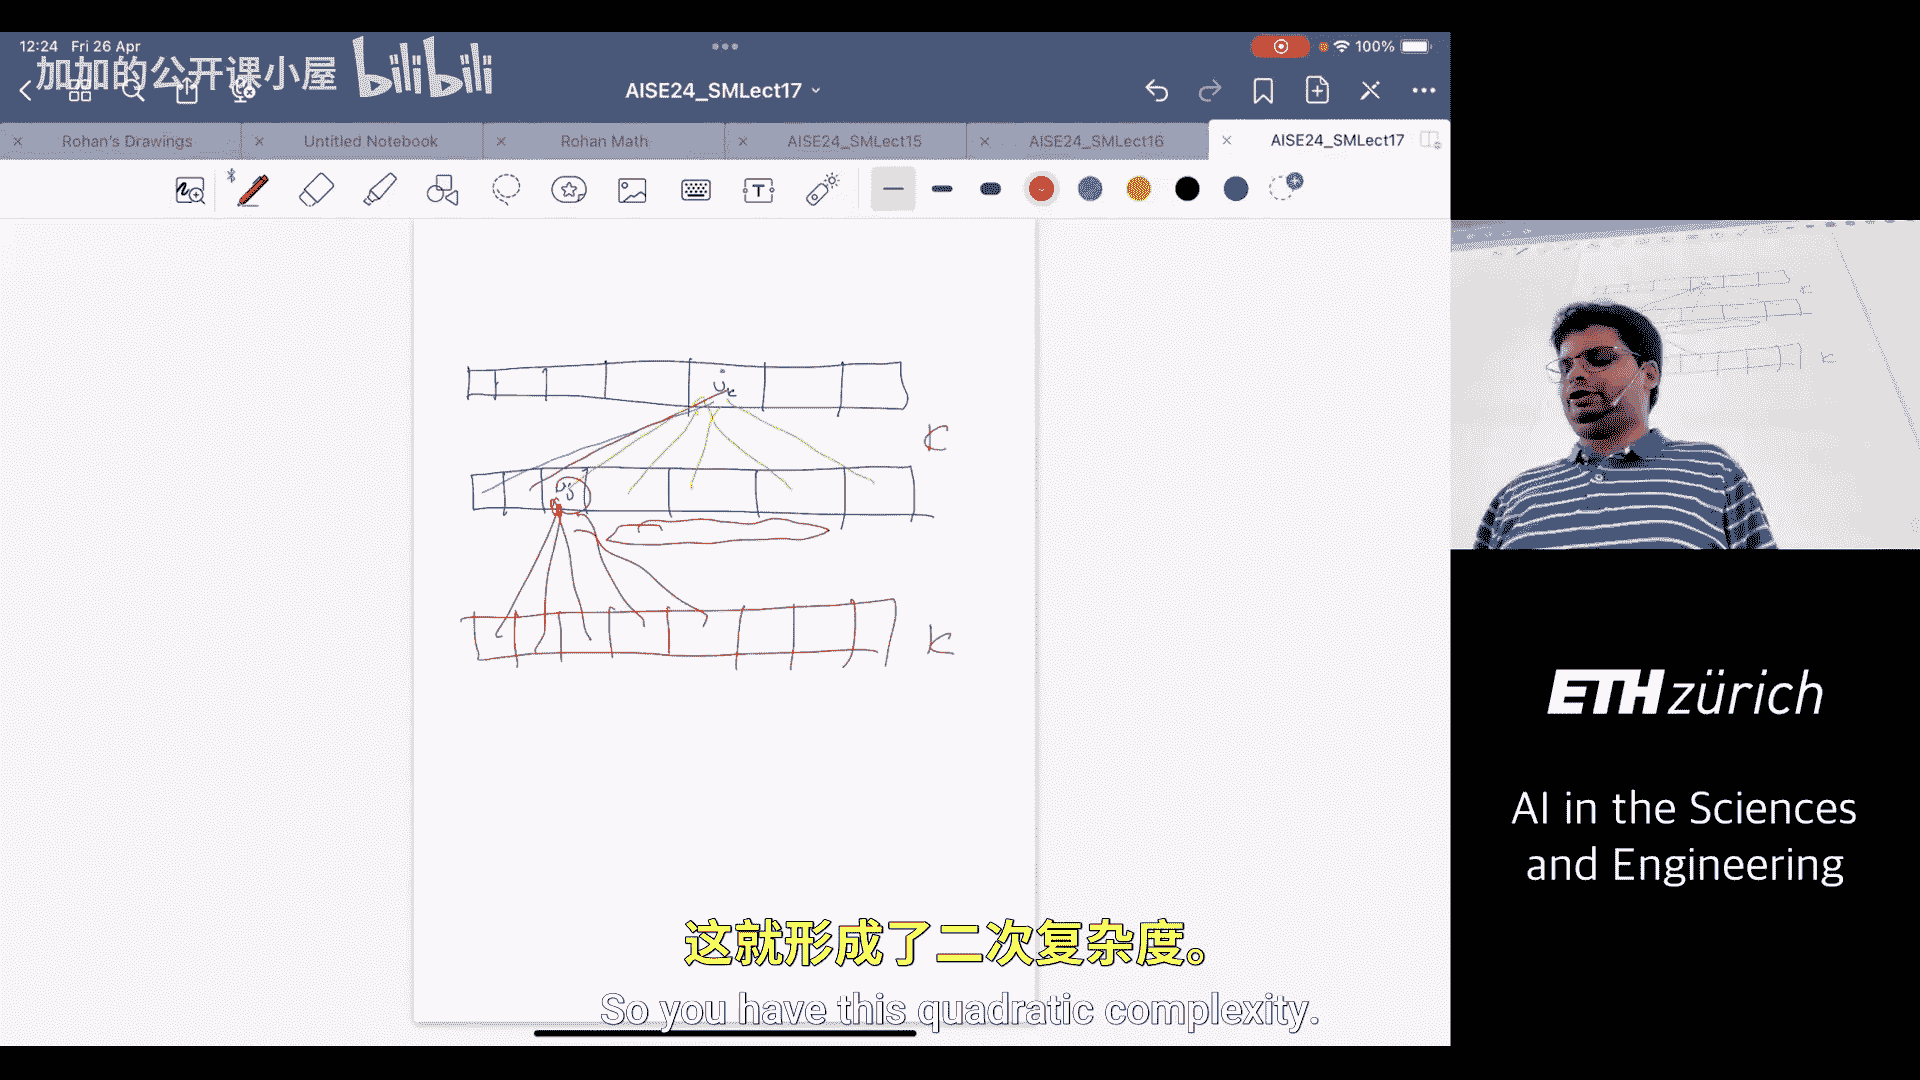 12:24 Fri 26 Apr
100%
加加的公开课小屋 bilibili
AISE24_SMLect17
Rohan's Drawings
Untitled Notebook
Rohan Math
AISE24_SMLect15
AISE24_SMLect16
AISE24_SMLect17
T
K
K
ETH zürich
AI in the Sciences
and Engineering
这就形成了二次复杂度。
So you have this quadratic complexity.